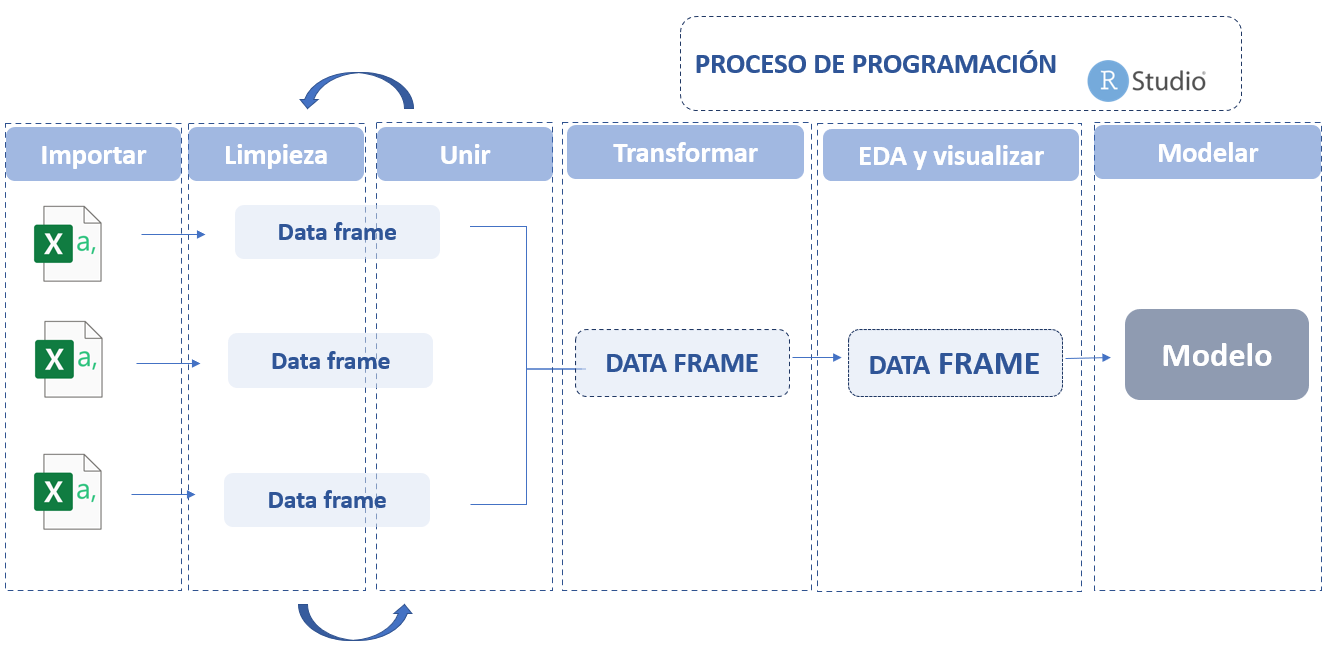 PROCESO DE PROGRAMACIÓN
R Studio
Importar
Limpieza
Unir
Transformar
EDA y visualizar
Modelar
X a,
Data frame
X a,
Data frame
DATA FRAME
DATA FRAME
Modelo
X a,
Data frame